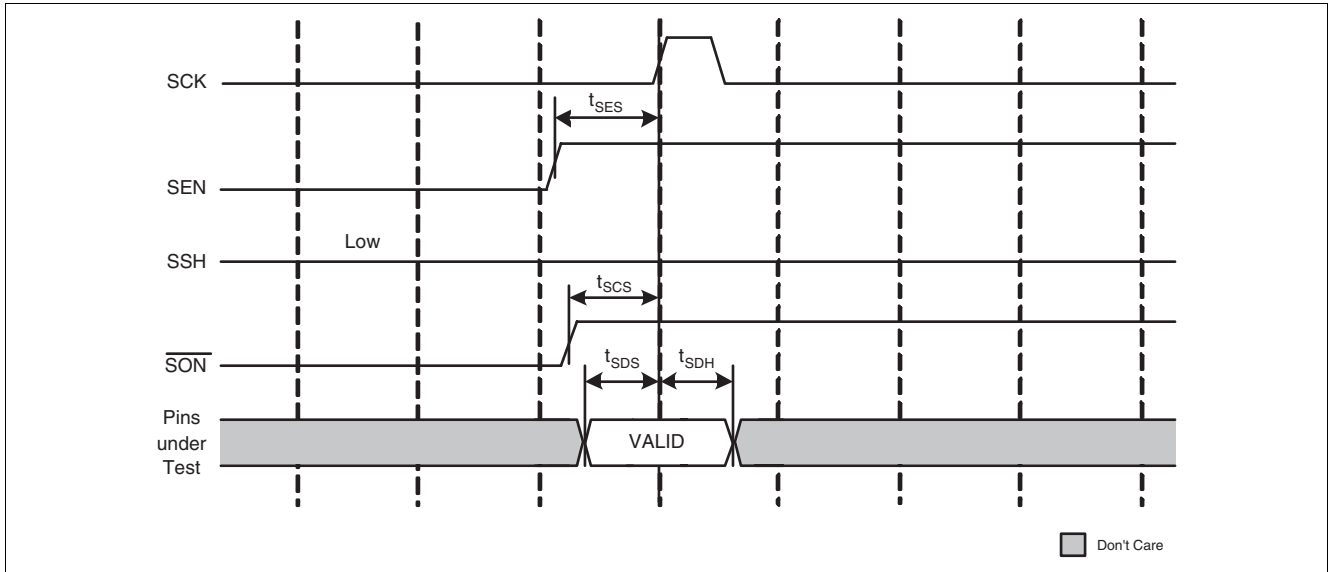 SCK
tSES
SEN
Low
SSH
tSCS
SON
tSDS
tSDH
Pins
under
Test
VALID
Don't Care